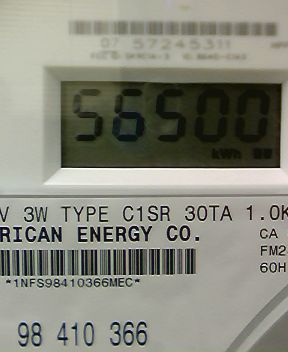 07 57245311
56500
kWh
V 3W TYPE C1SR 30TA 1.0K
RICAN ENERGY CO.
CA
FM2
60H
*1NFS98410366MEC*
98 410 366